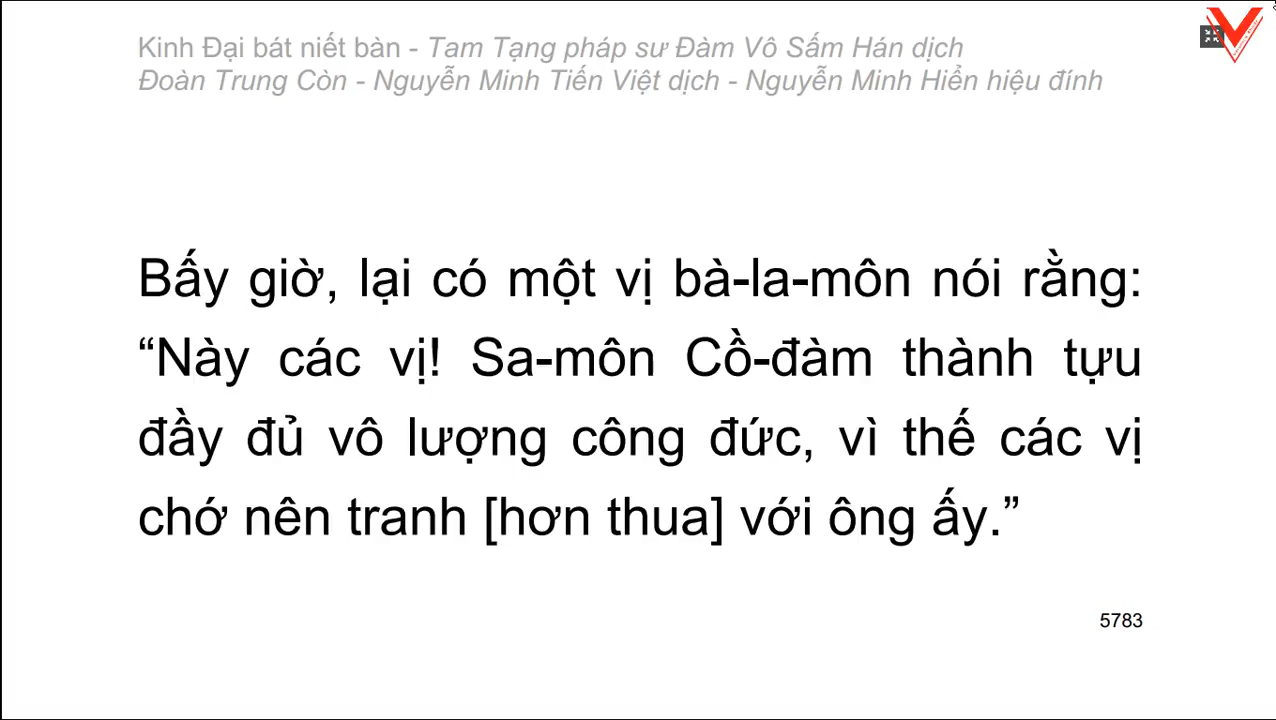 Kinh Đại bát niết bàn - Tam Tạng pháp sư Đàm Vô Sấm Hán dịch
Đoàn Trung Còn - Nguyễn Minh Tiến Việt dịch - Nguyễn Minh Hiển hiệu đính
Bấy giờ, lại có một vị bà-la-môn nói rằng:
“Này các vị! Sa-môn Cồ-đàm thành tựu
đầy đủ vô lượng công đức, vì thế các vị
chớ nên tranh [hơn thua] với ông ấy.”
5783